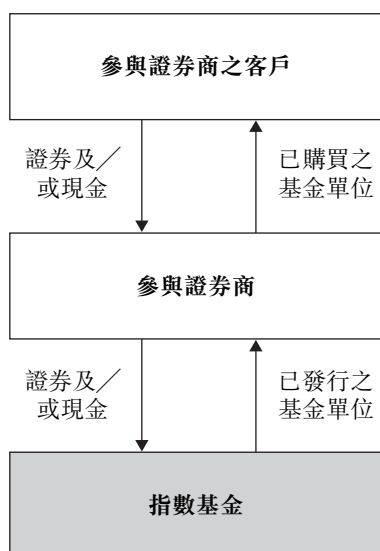 參與證券商之客戶
證券及／
或現金
已購買之
基金單位
參與證券商
證券及／
或現金
已發行之
基金單位
指數基金